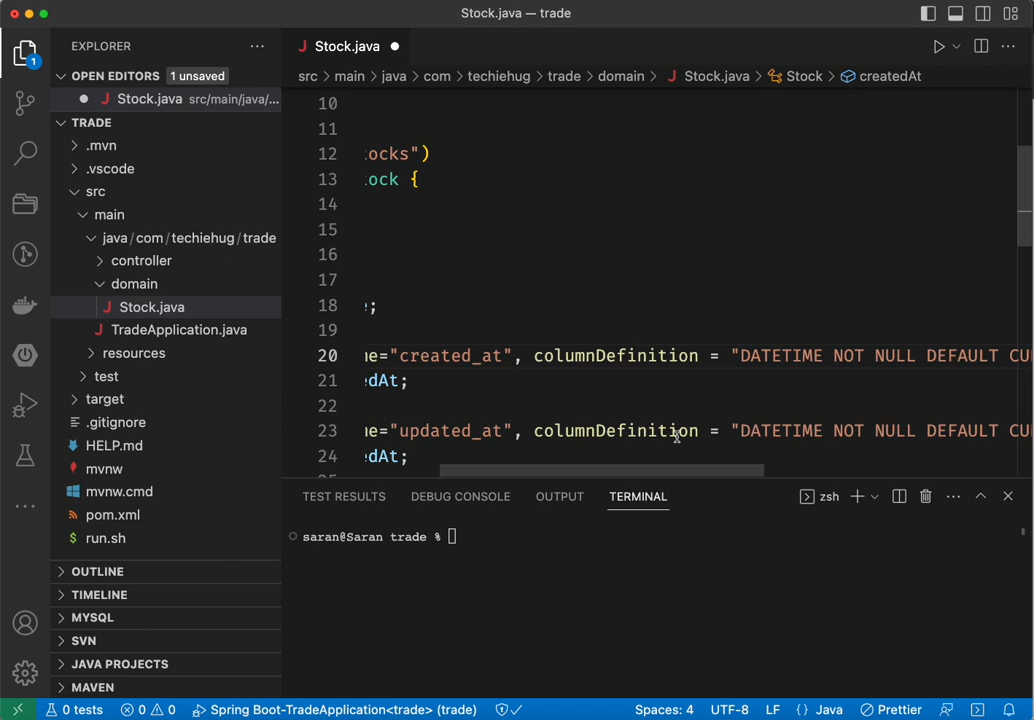 Stock.java — trade
EXPLORER
1
OPEN EDITORS 1 unsaved
Stock.java src/main/java/...
TRADE
.mvn
.vscode
src
main
java/com/techiehug/trade
controller
domain
Stock.java
TradeApplication.java
resources
test
target
.gitignore
HELP.md
mvnw
mvnw.cmd
pom.xml
run.sh
OUTLINE
TIMELINE
MYSQL
SVN
JAVA PROJECTS
MAVEN
J Stock.java
src > main > java > com > techiehug > trade > domain > J Stock.java > Stock > createdAt
10
11
12 ocks")
13 ock {
14
15
16
17
18 ;
19
20 e="created_at", columnDefinition = "DATETIME NOT NULL DEFAULT CU
21 dAt;
22
23 e="updated_at", columnDefinition = "DATETIME NOT NULL DEFAULT CU
24 dAt;
TEST RESULTS DEBUG CONSOLE OUTPUT TERMINAL zsh
saran@Saran trade %
0 tests 0 0 Spring Boot-TradeApplication<trade> (trade) Spaces: 4 UTF-8 LF {} Java Prettier